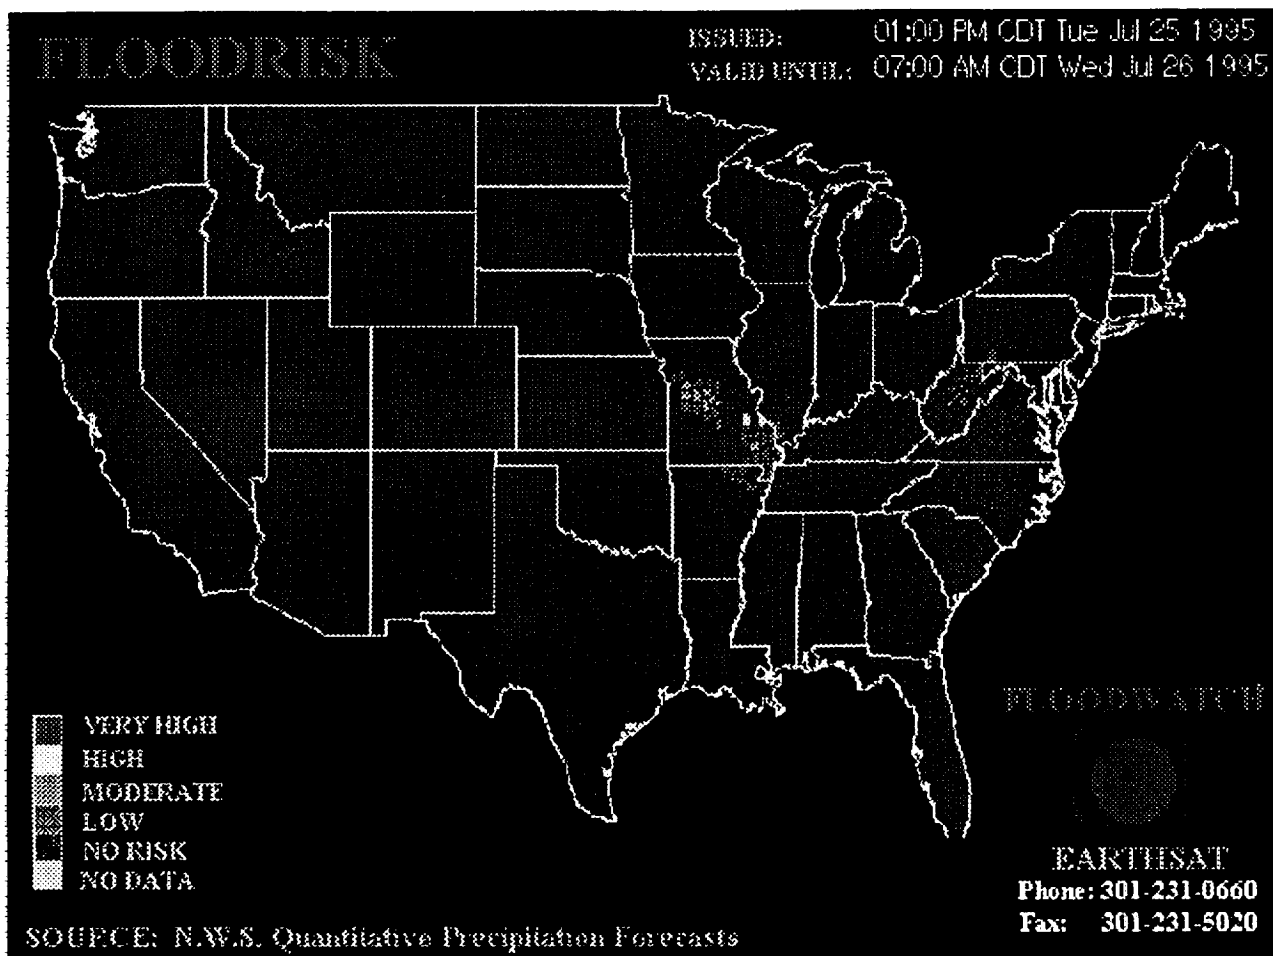 FLOODRISK
ISSUED: 01:00 PM CDT Tue Jul 25 1995
VALID UNTIL: 07:00 AM CDT Wed Jul 26 1995
VERY HIGH
HIGH
MODERATE
LOW
NO RISK
NO DATA
FLOODWATCH
EARTHSAT
Phone: 301-231-0660
Fax: 301-231-5020
SOURCE: N.W.S. Quantitative Precipitation Forecasts